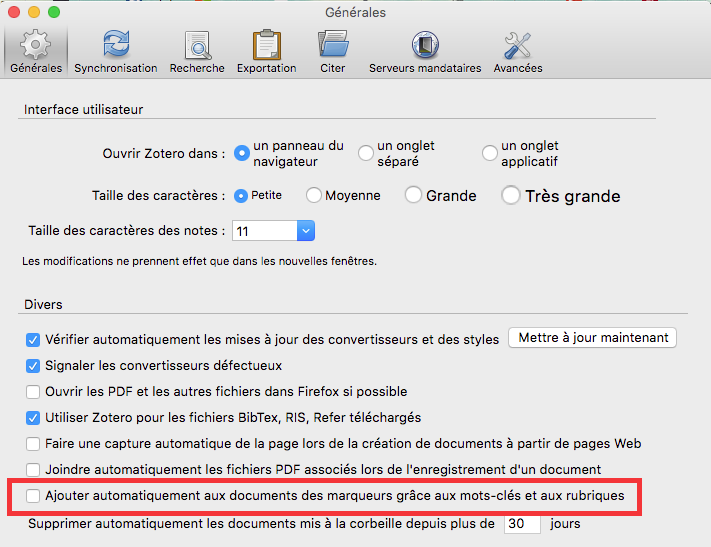 Générales
Générales Synchronisation Recherche Exportation Citer Serveurs mandataires Avancées
Interface utilisateur
Ouvrir Zotero dans : un panneau du navigateur un onglet séparé un onglet applicatif
Taille des caractères : Petite Moyenne Grande Très grande
Taille des caractères des notes : 11
Les modifications ne prennent effet que dans les nouvelles fenêtres.
Divers
Vérifier automatiquement les mises à jour des convertisseurs et des styles Mettre à jour maintenant
Signaler les convertisseurs défectueux
Ouvrir les PDF et les autres fichiers dans Firefox si possible
Utiliser Zotero pour les fichiers BibTex, RIS, Refer téléchargés
Faire une capture automatique de la page lors de la création de documents à partir de pages Web
Joindre automatiquement les fichiers PDF associés lors de l'enregistrement d'un document
Ajouter automatiquement aux documents des marqueurs grâce aux mots-clés et aux rubriques
Supprimer automatiquement les documents mis à la corbeille depuis plus de 30 jours